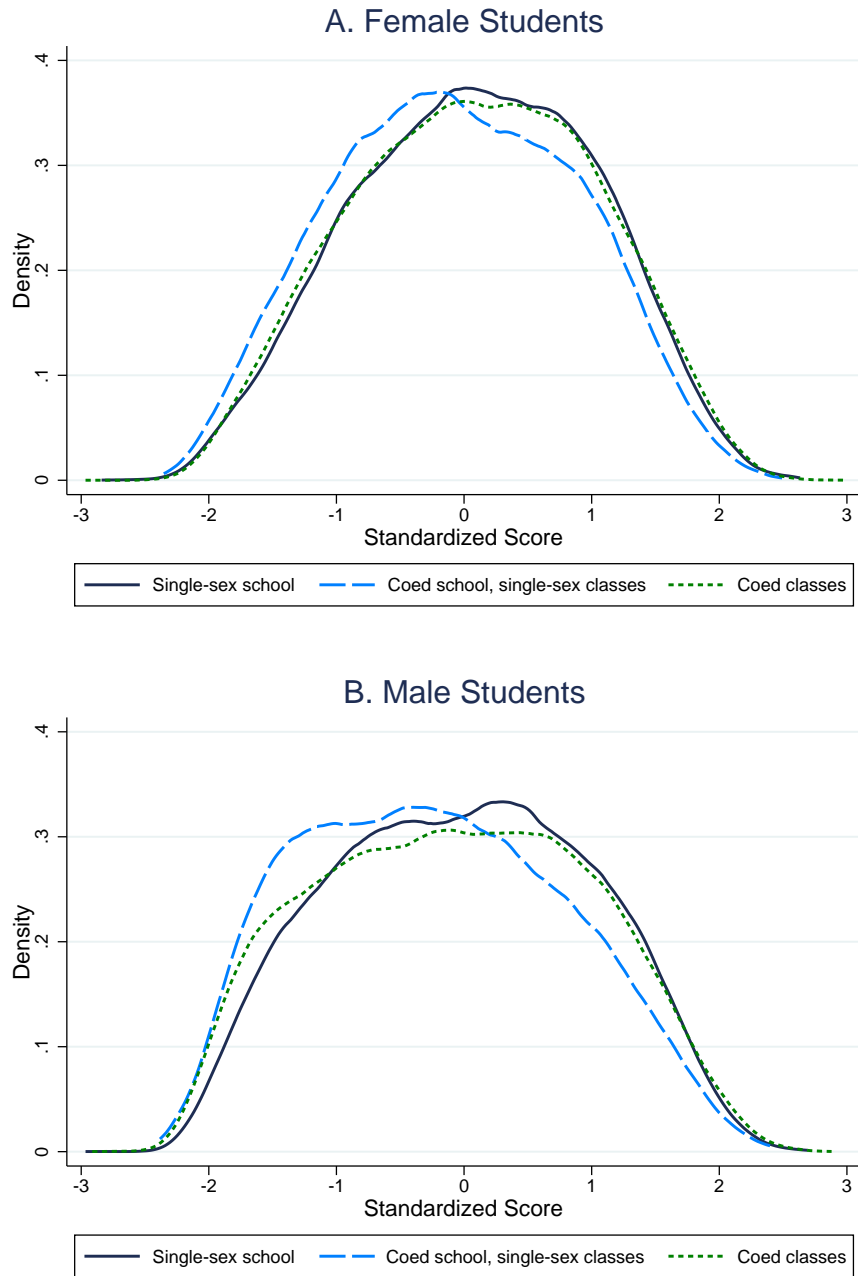 A. Female Students
.4
.3
.2
.1
0
Density
-3 -2 -1 0 1 2 3
Standardized Score
Single-sex school Coed school, single-sex classes Coed classes
B. Male Students
.4
.3
.2
.1
0
Density
-3 -2 -1 0 1 2 3
Standardized Score
Single-sex school Coed school, single-sex classes Coed classes